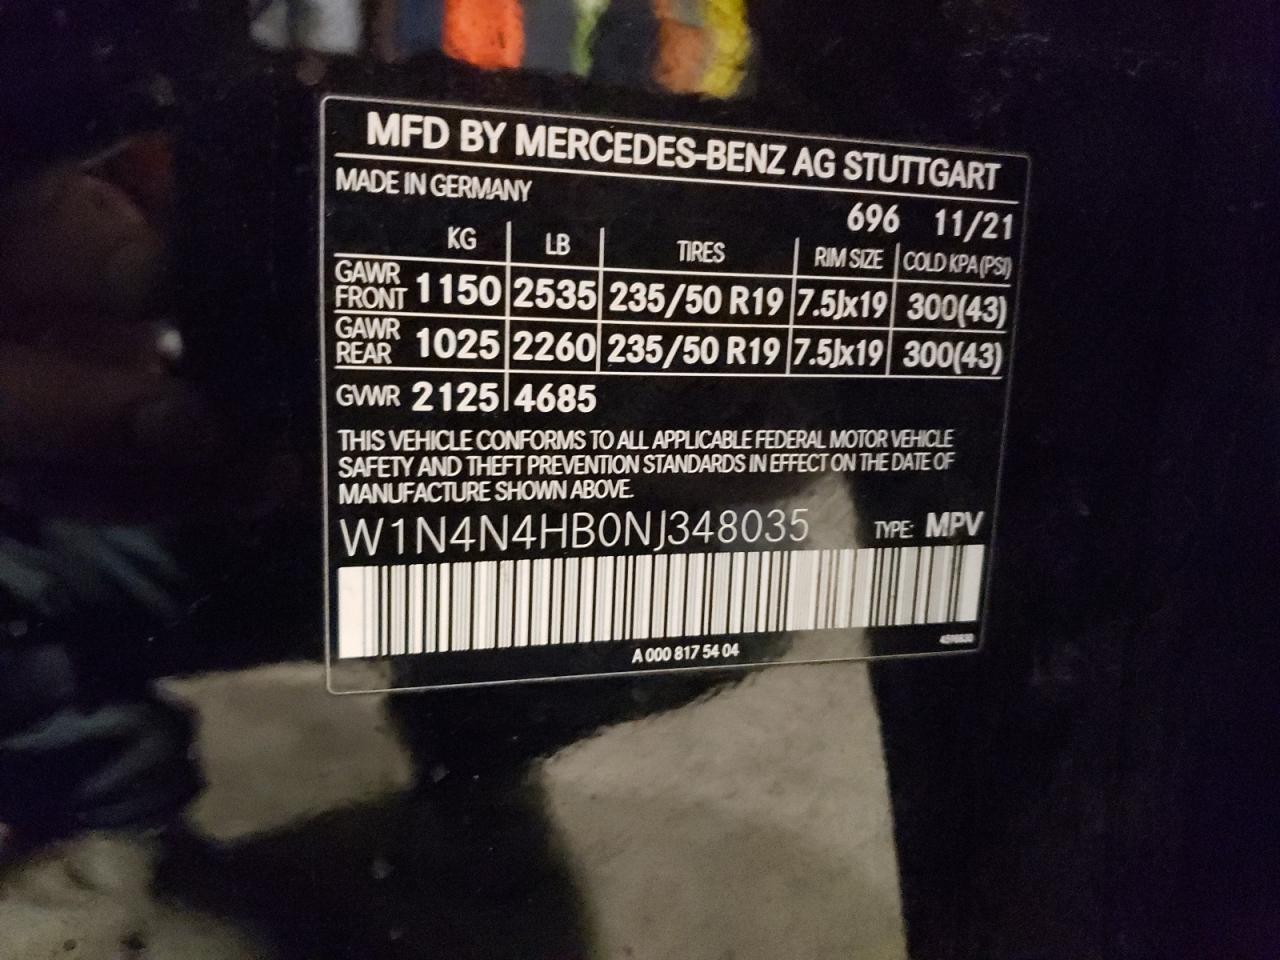 MFD BY MERCEDES-BENZ AG STUTTGART
MADE IN GERMANY
696 11/21
KG LB TIRES RIM SIZE COLD KPA (PSI)
GAWR FRONT 1150 2535 235/50 R19 7.5Jx19 300(43)
GAWR REAR 1025 2260 235/50 R19 7.5Jx19 300(43)
GVWR 2125 4685
THIS VEHICLE CONFORMS TO ALL APPLICABLE FEDERAL MOTOR VEHICLE
SAFETY AND THEFT PREVENTION STANDARDS IN EFFECT ON THE DATE OF
MANUFACTURE SHOWN ABOVE.
W1N4N4HB0NJ348035 TYPE: MPV
A 000 817 54 04